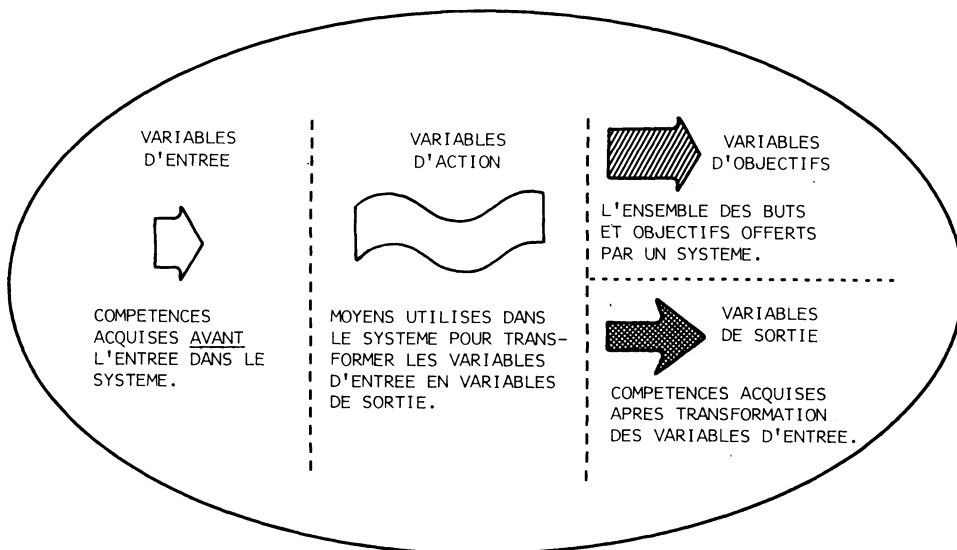 VARIABLES
D'ENTREE
COMPETENCES
ACQUISES AVANT
L'ENTREE DANS LE
SYSTEME.
VARIABLES
D'ACTION
MOYENS UTILISES DANS
LE SYSTEME POUR TRANS-
FORMER LES VARIABLES
D'ENTREE EN VARIABLES
DE SORTIE.
VARIABLES
D'OBJECTIFS
L'ENSEMBLE DES BUTS
ET OBJECTIFS OFFERTS
PAR UN SYSTEME.
VARIABLES
DE SORTIE
COMPETENCES ACQUISES
APRES TRANSFORMATION
DES VARIABLES D'ENTREE.